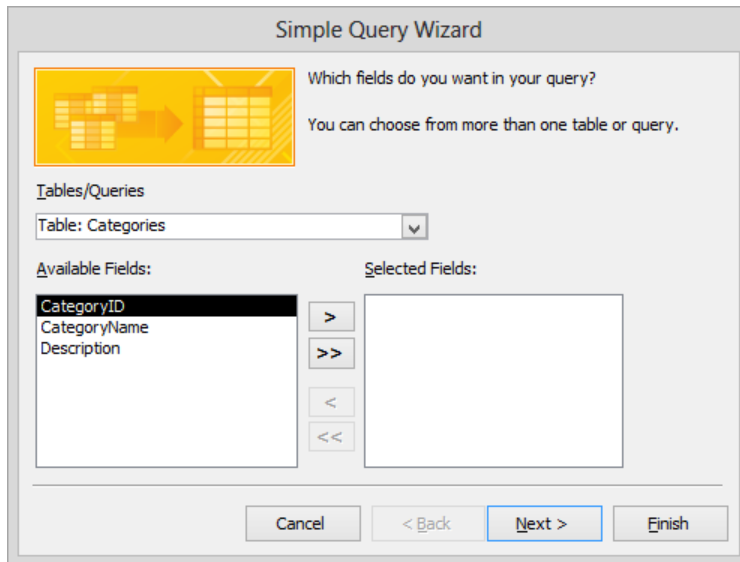 Simple Query Wizard
Which fields do you want in your query?
You can choose from more than one table or query.
Tables/Queries
Table: Categories
Available Fields:
Selected Fields:
CategoryID
CategoryName
Description
>
>>
<
<<
Cancel
< Back
Next >
Finish